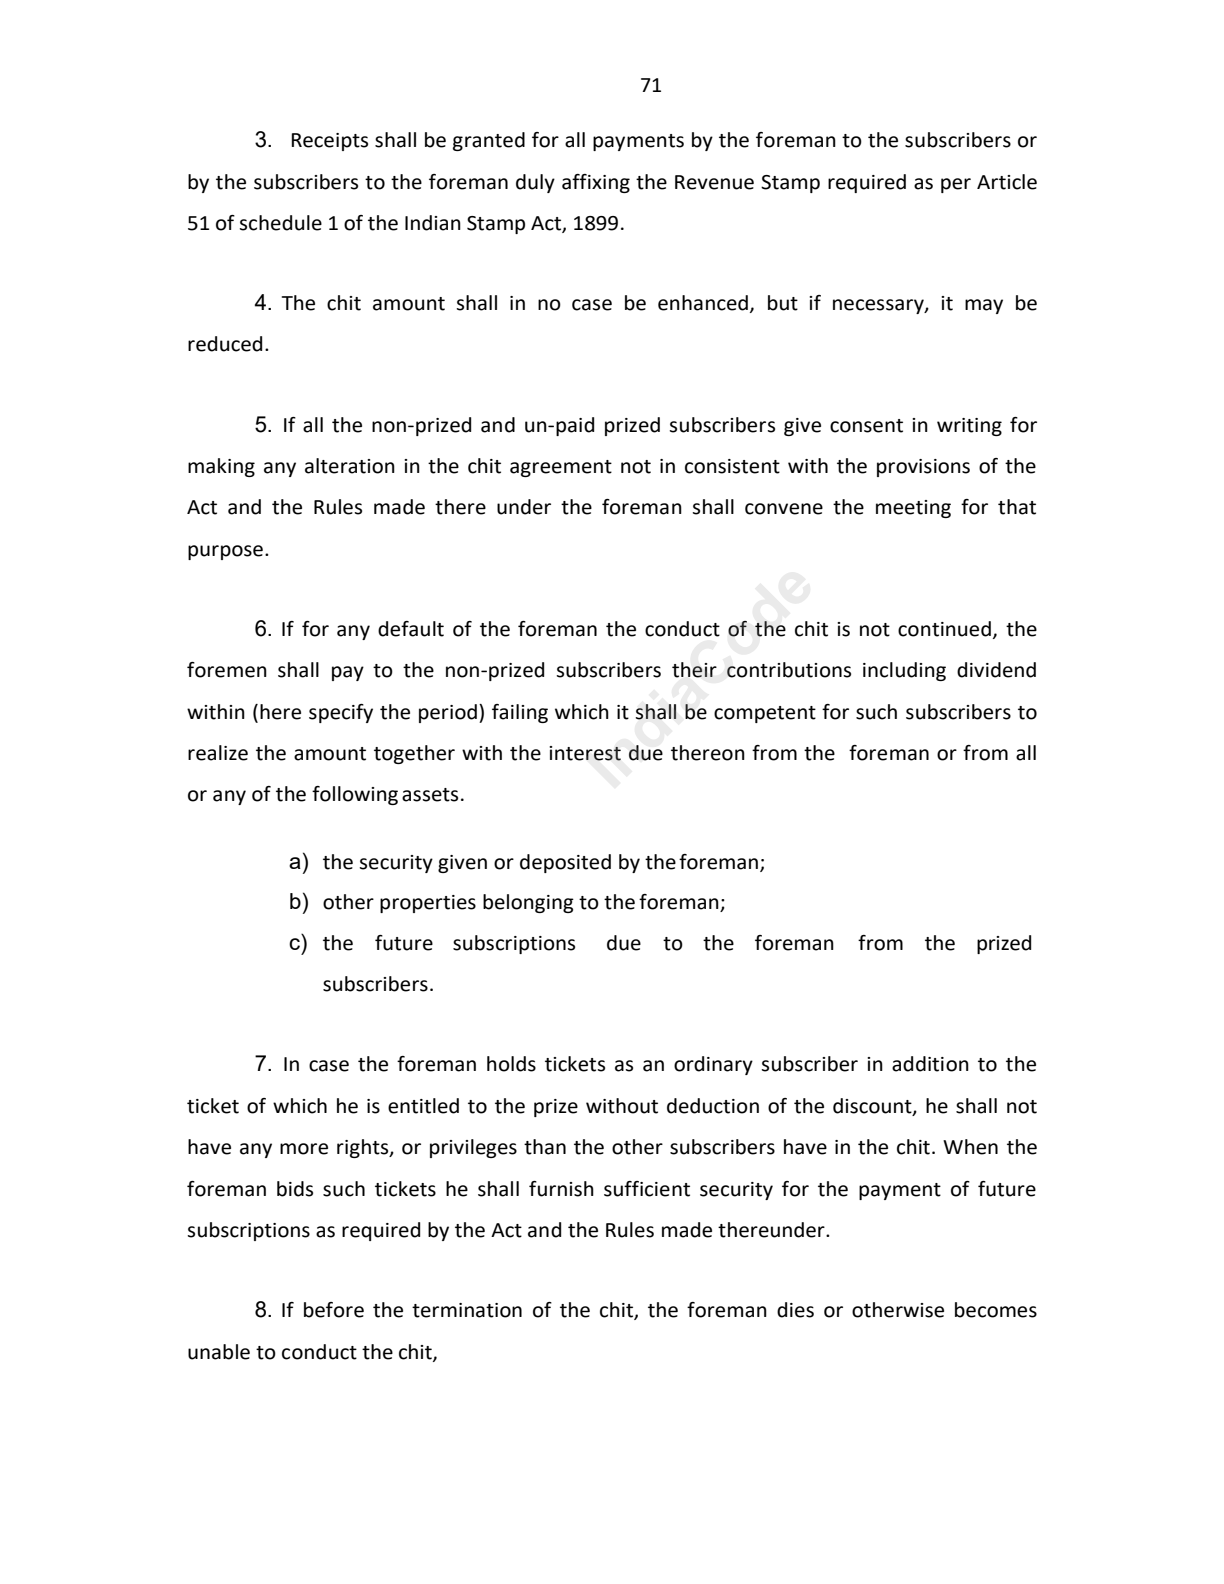 71
3. Receipts shall be granted for all payments by the foreman to the subscribers or
by the subscribers to the foreman duly affixing the Revenue Stamp required as per Article
51 of schedule 1 of the Indian Stamp Act, 1899.
4. The chit amount shall in no case be enhanced, but if necessary, it may be
reduced.
5. If all the non-prized and un-paid prized subscribers give consent in writing for
making any alteration in the chit agreement not in consistent with the provisions of the
Act and the Rules made there under the foreman shall convene the meeting for that
purpose.
6. If for any default of the foreman the conduct of the chit is not continued, the
foremen shall pay to the non-prized subscribers their contributions including dividend
within (here specify the period) failing which it shall be competent for such subscribers to
realize the amount together with the interest due thereon from the foreman or from all
or any of the following assets.
a) the security given or deposited by the foreman;
b) other properties belonging to the foreman;
c) the future subscriptions due to the foreman from the prized
subscribers.
7. In case the foreman holds tickets as an ordinary subscriber in addition to the
ticket of which he is entitled to the prize without deduction of the discount, he shall not
have any more rights, or privileges than the other subscribers have in the chit. When the
foreman bids such tickets he shall furnish sufficient security for the payment of future
subscriptions as required by the Act and the Rules made thereunder.
8. If before the termination of the chit, the foreman dies or otherwise becomes
unable to conduct the chit,
IndiaCode